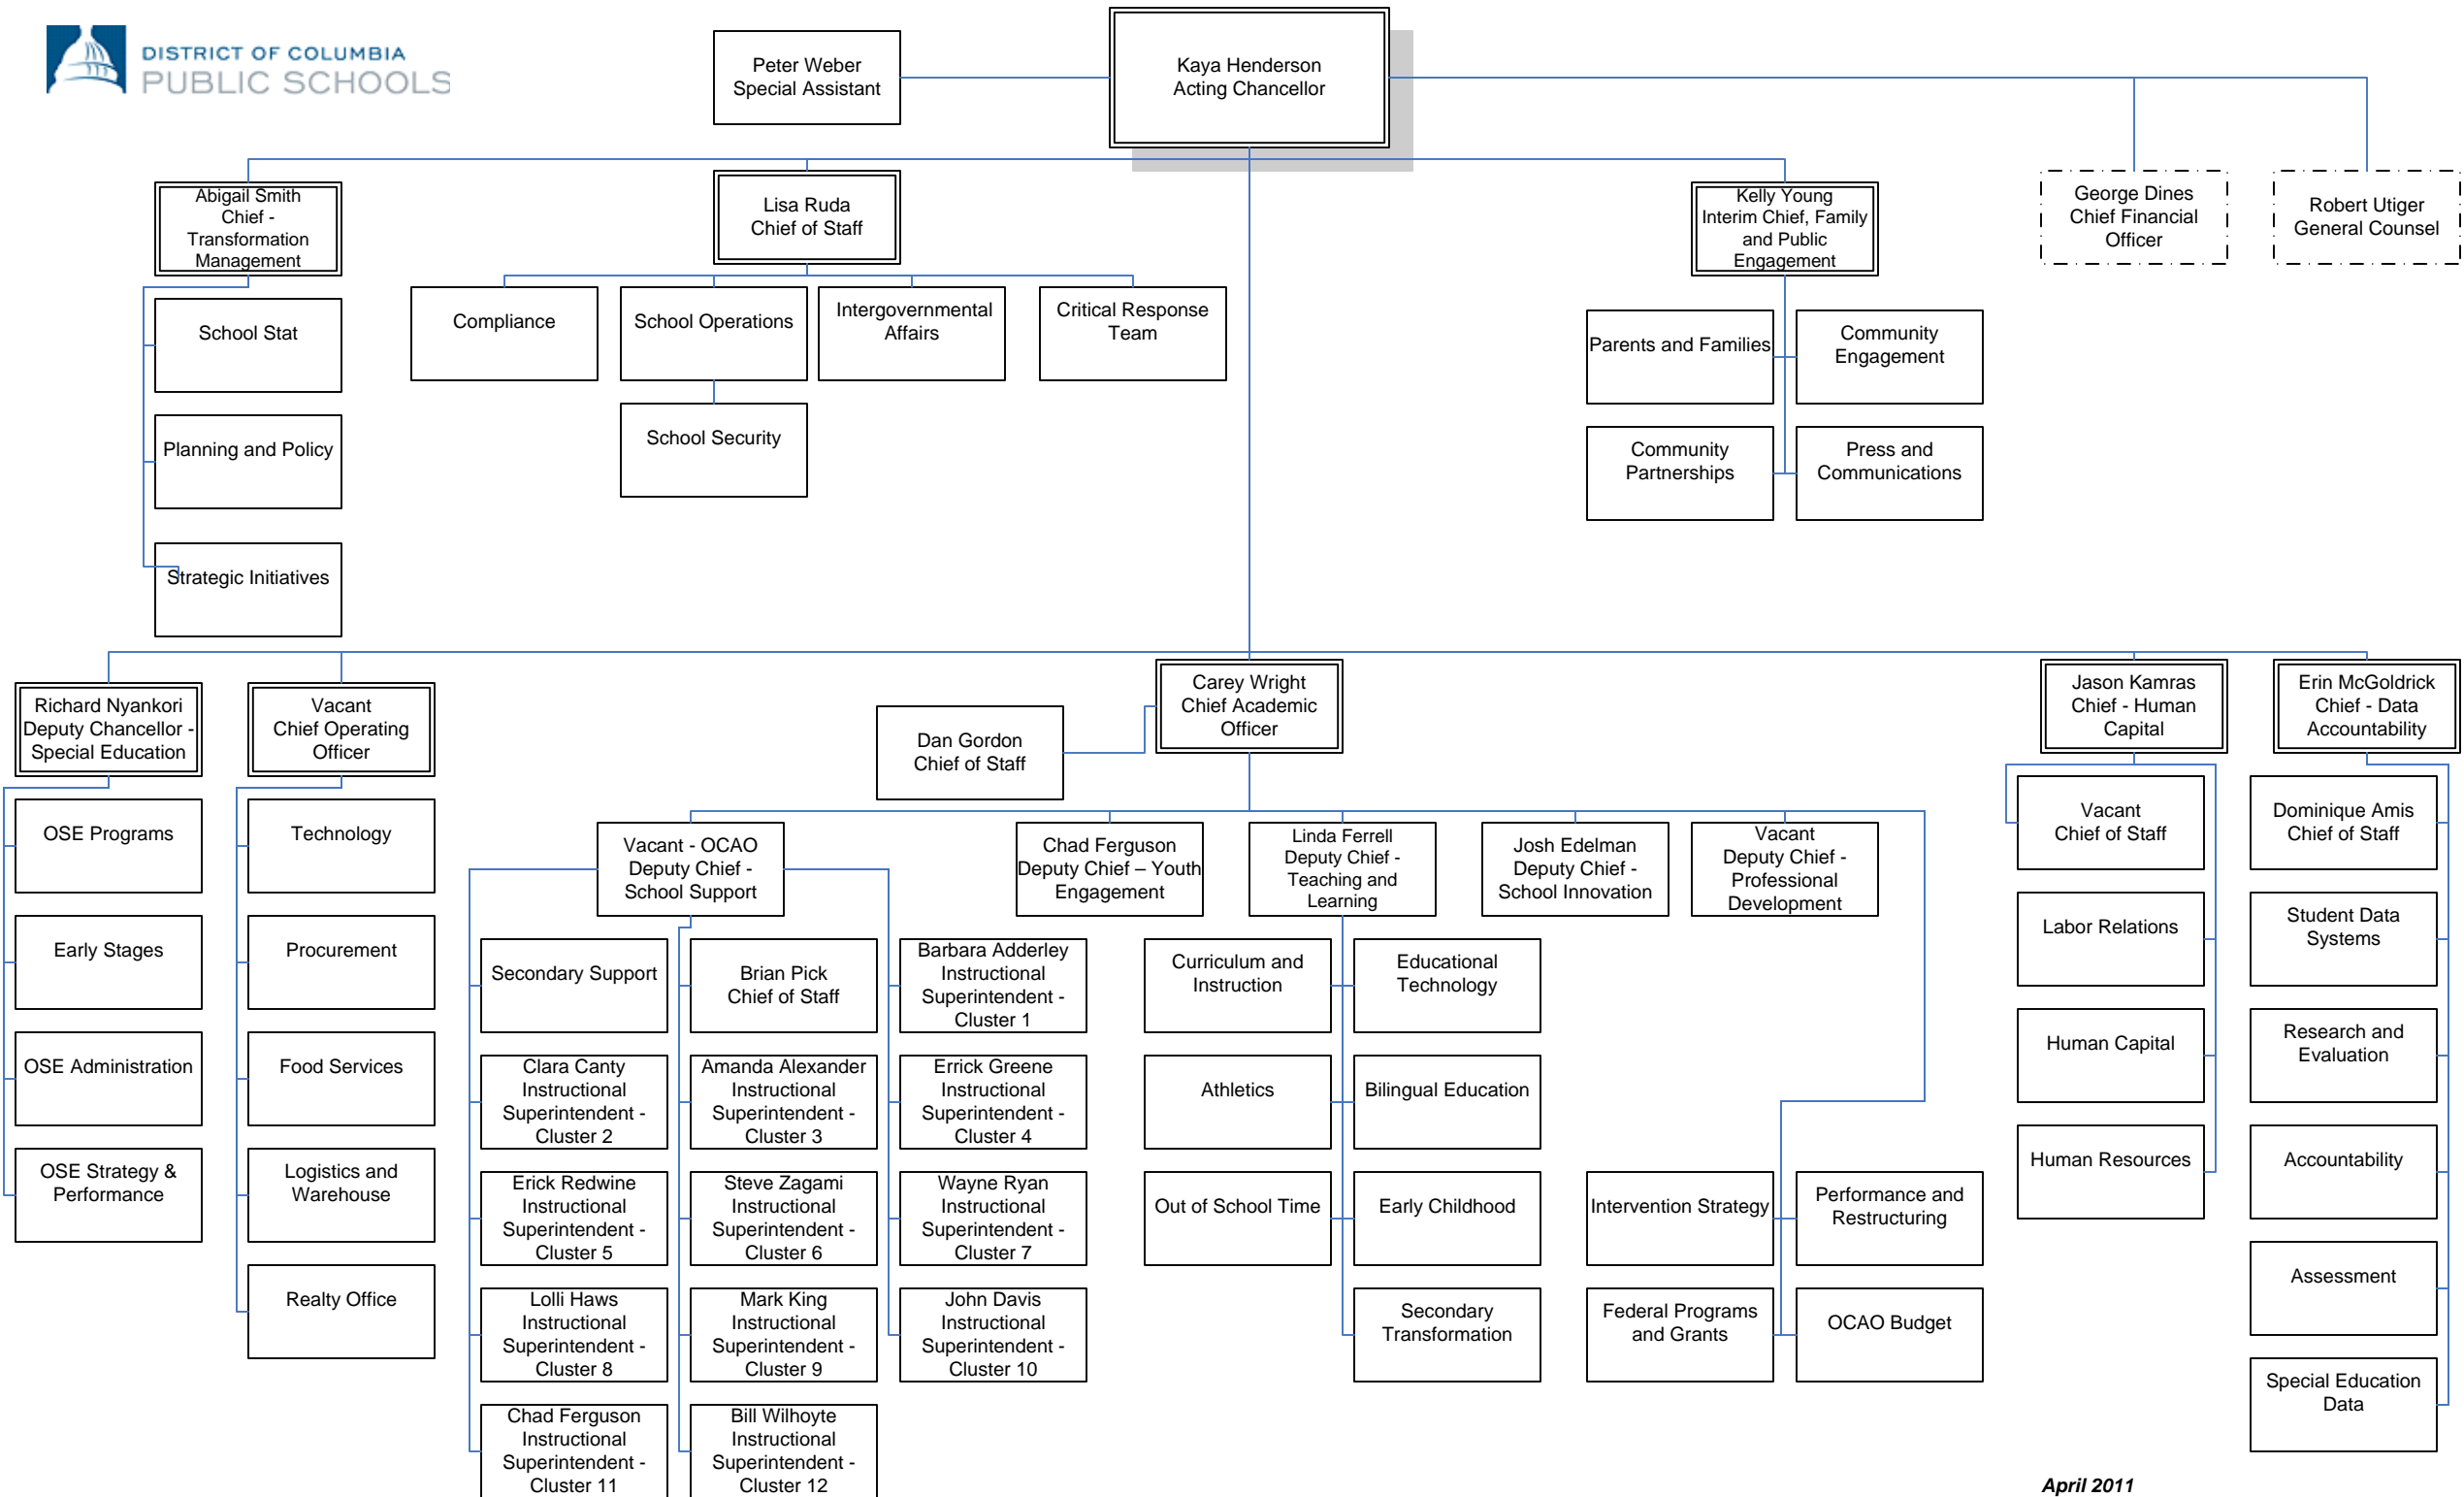 DISTRICT OF COLUMBIA
PUBLIC SCHOOLS
Peter Weber
Special Assistant
Kaya Henderson
Acting Chancellor
Abigail Smith
Chief -
Transformation
Management
Lisa Ruda
Chief of Staff
Kelly Young
Interim Chief, Family
and Public
Engagement
George Dines
Chief Financial
Officer
Robert Utiger
General Counsel
School Stat
Planning and Policy
Strategic Initiatives
Compliance
School Operations
Intergovernmental
Affairs
Critical Response
Team
School Security
Parents and Families
Community
Engagement
Community
Partnerships
Press and
Communications
Richard Nyankori
Deputy Chancellor -
Special Education
Vacant
Chief Operating
Officer
Dan Gordon
Chief of Staff
Carey Wright
Chief Academic
Officer
Jason Kamras
Chief - Human
Capital
Erin McGoldrick
Chief - Data
Accountability
OSE Programs
Early Stages
OSE Administration
OSE Strategy &
Performance
Technology
Procurement
Food Services
Logistics and
Warehouse
Realty Office
Vacant - OCAO
Deputy Chief -
School Support
Chad Ferguson
Deputy Chief – Youth
Engagement
Linda Ferrell
Deputy Chief -
Teaching and
Learning
Josh Edelman
Deputy Chief -
School Innovation
Vacant
Deputy Chief -
Professional
Development
Secondary Support
Brian Pick
Chief of Staff
Barbara Adderley
Instructional
Superintendent -
Cluster 1
Clara Canty
Instructional
Superintendent -
Cluster 2
Amanda Alexander
Instructional
Superintendent -
Cluster 3
Errick Greene
Instructional
Superintendent -
Cluster 4
Erick Redwine
Instructional
Superintendent -
Cluster 5
Steve Zagami
Instructional
Superintendent -
Cluster 6
Wayne Ryan
Instructional
Superintendent -
Cluster 7
Lolli Haws
Instructional
Superintendent -
Cluster 8
Mark King
Instructional
Superintendent -
Cluster 9
John Davis
Instructional
Superintendent -
Cluster 10
Chad Ferguson
Instructional
Superintendent -
Cluster 11
Bill Wilhoyte
Instructional
Superintendent -
Cluster 12
Curriculum and
Instruction
Educational
Technology
Athletics
Bilingual Education
Out of School Time
Early Childhood
Secondary
Transformation
Intervention Strategy
Performance and
Restructuring
Federal Programs
and Grants
OCAO Budget
Vacant
Chief of Staff
Labor Relations
Human Capital
Human Resources
Dominique Amis
Chief of Staff
Student Data
Systems
Research and
Evaluation
Accountability
Assessment
Special Education
Data
April 2011